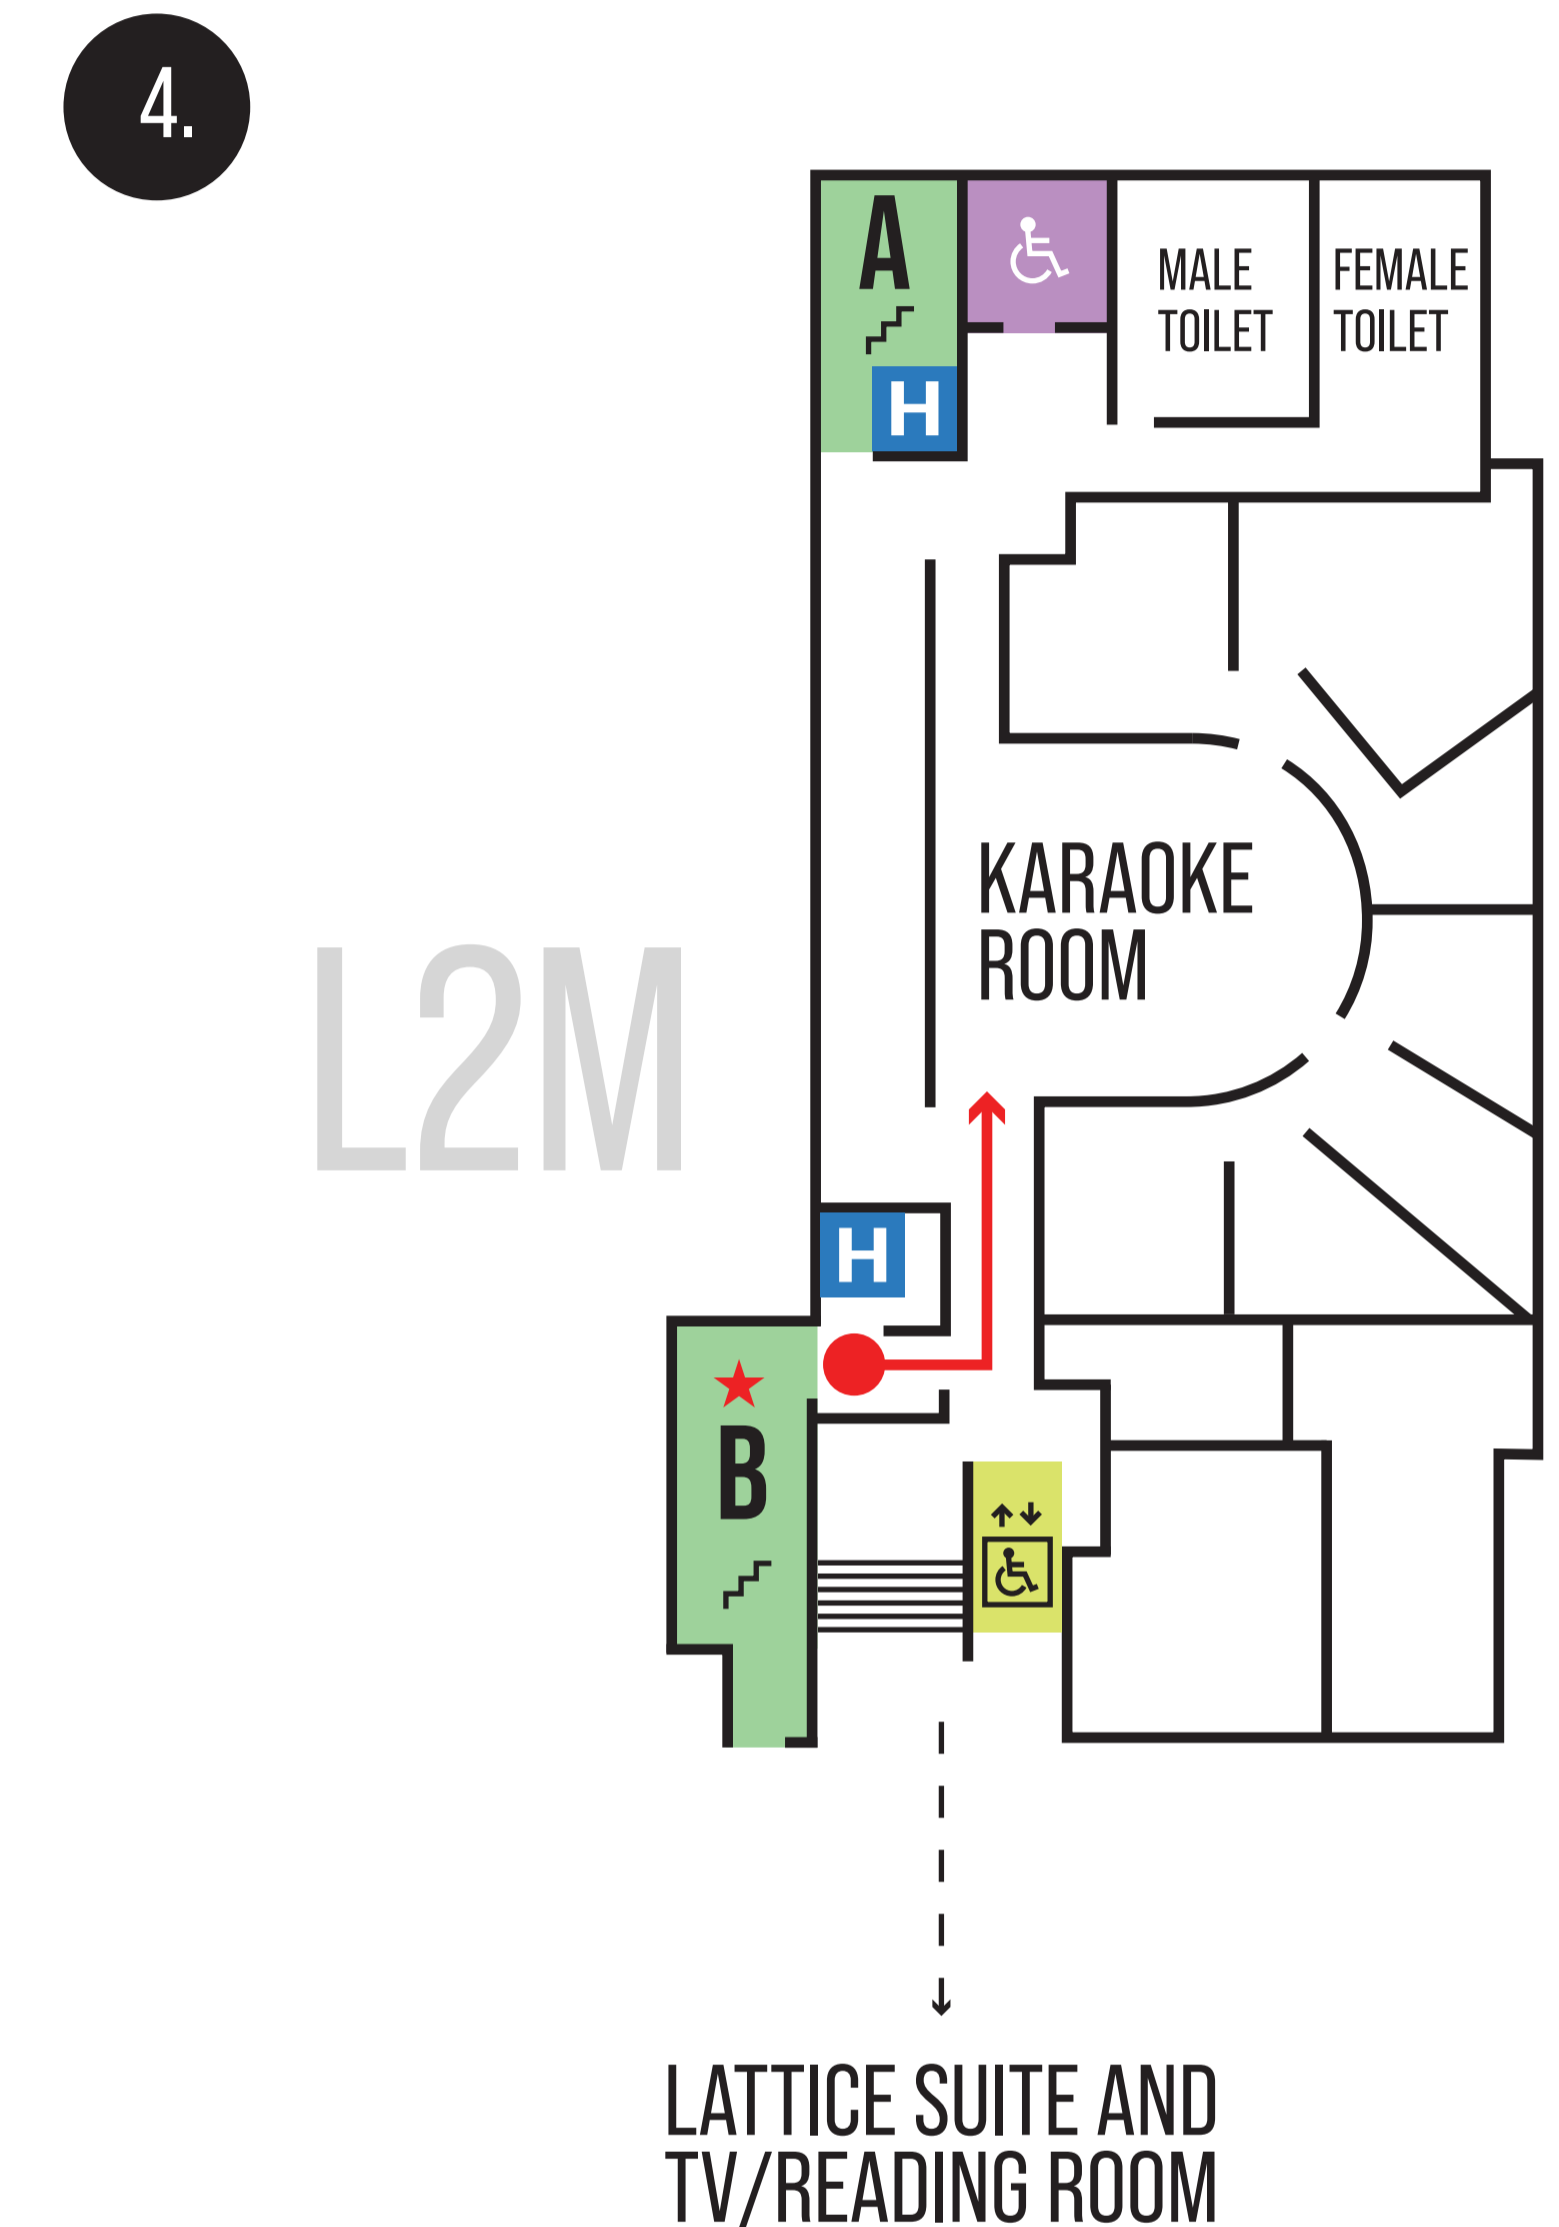 4.
A
MALE
TOILET
FEMALE
TOILET
H
KARAOKE
ROOM
L2M
H
B
LATTICE SUITE AND
TV/READING ROOM